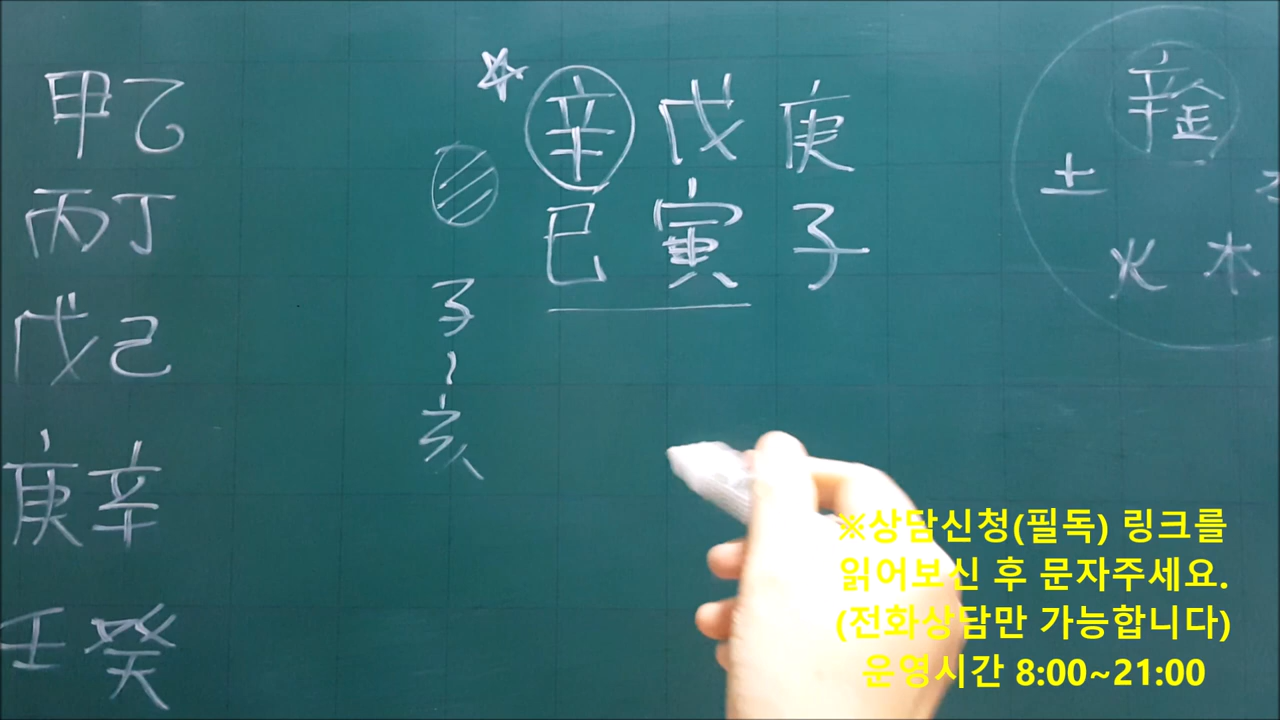 甲乙
丙丁
戊己
庚辛
壬癸
辛戊庚
巳寅子
子
~
亥
辛金
土
火木
※상담신청(필독) 링크를
읽어보신 후 문자주세요.
(전화상담만 가능합니다)
운영시간 8:00~21:00